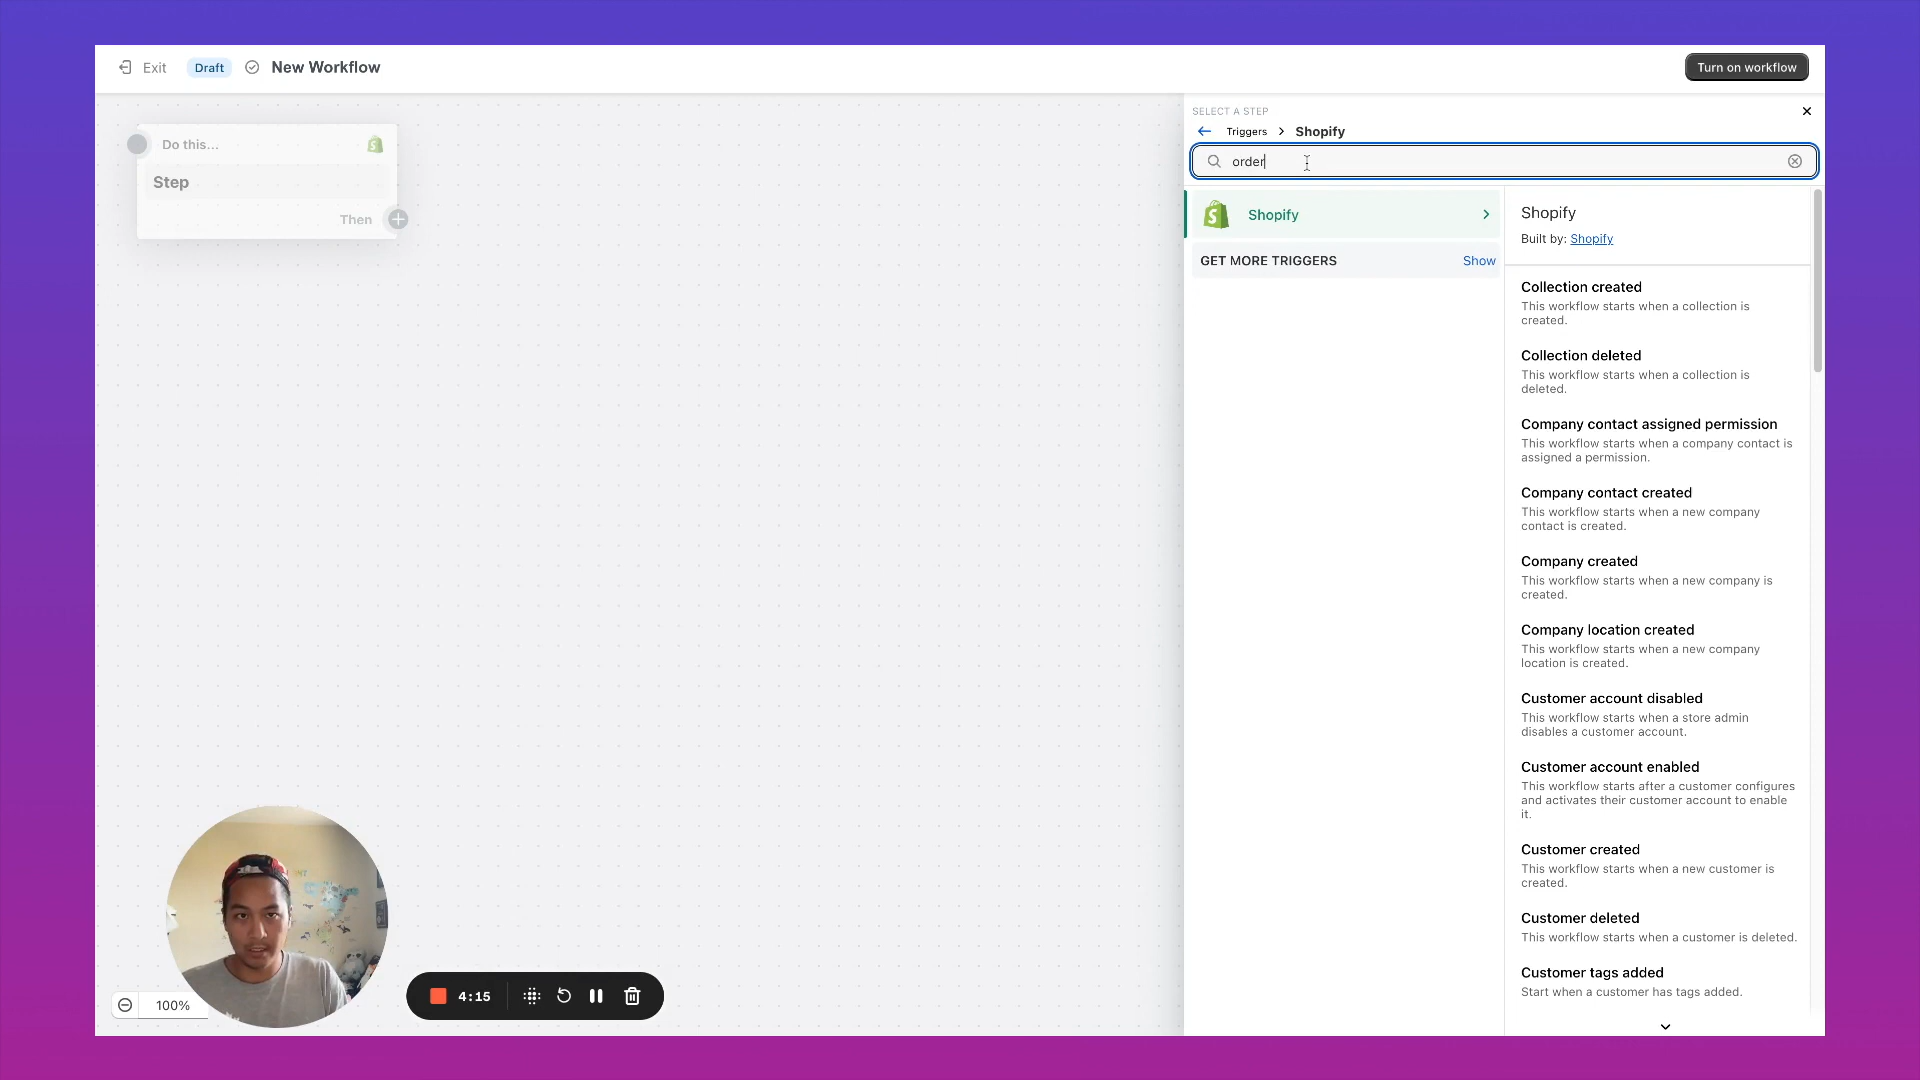 Exit
Draft
New Workflow
Turn on workflow
Do this...
Step
Then
SELECT A STEP
Triggers
Shopify
order
Shopify
GET MORE TRIGGERS
Show
Shopify
Built by: Shopify
Collection created
This workflow starts when a collection is
created.
Collection deleted
This workflow starts when a collection is
deleted.
Company contact assigned permission
This workflow starts when a company contact is
assigned a permission.
Company contact created
This workflow starts when a new company
contact is created.
Company created
This workflow starts when a new company is
created.
Company location created
This workflow starts when a new company
location is created.
Customer account disabled
This workflow starts when a store admin
disables a customer account.
Customer account enabled
This workflow starts after a customer configures
and activates their customer account to enable
it.
Customer created
This workflow starts when a new customer is
created.
Customer deleted
This workflow starts when a customer is deleted.
Customer tags added
Start when a customer has tags added.
4:15
100%